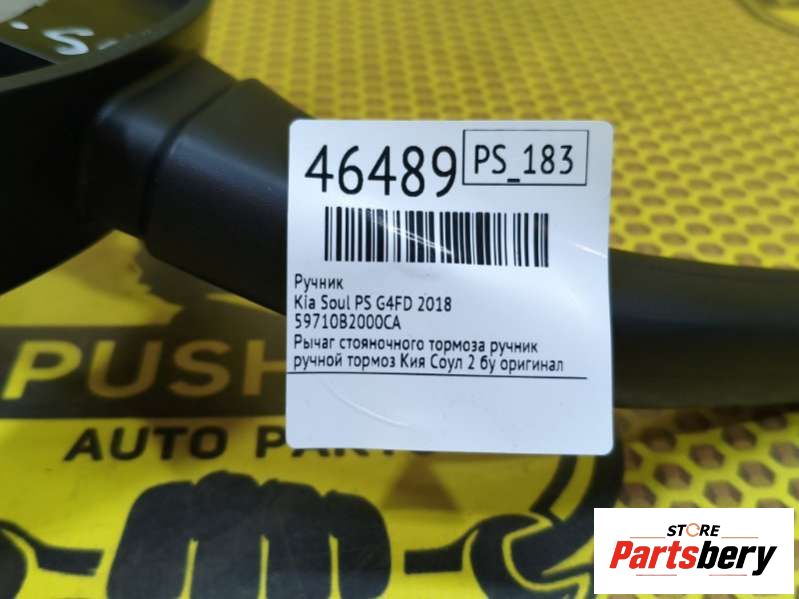 46489
PS_183
Ручник
Kia Soul PS G4FD 2018
59710B2000CA
Рычаг стояночного тормоза ручник
ручной тормоз Кия Соул 2 бу оригинал
PUSH
AUTO PARTS
STORE
Partsbery